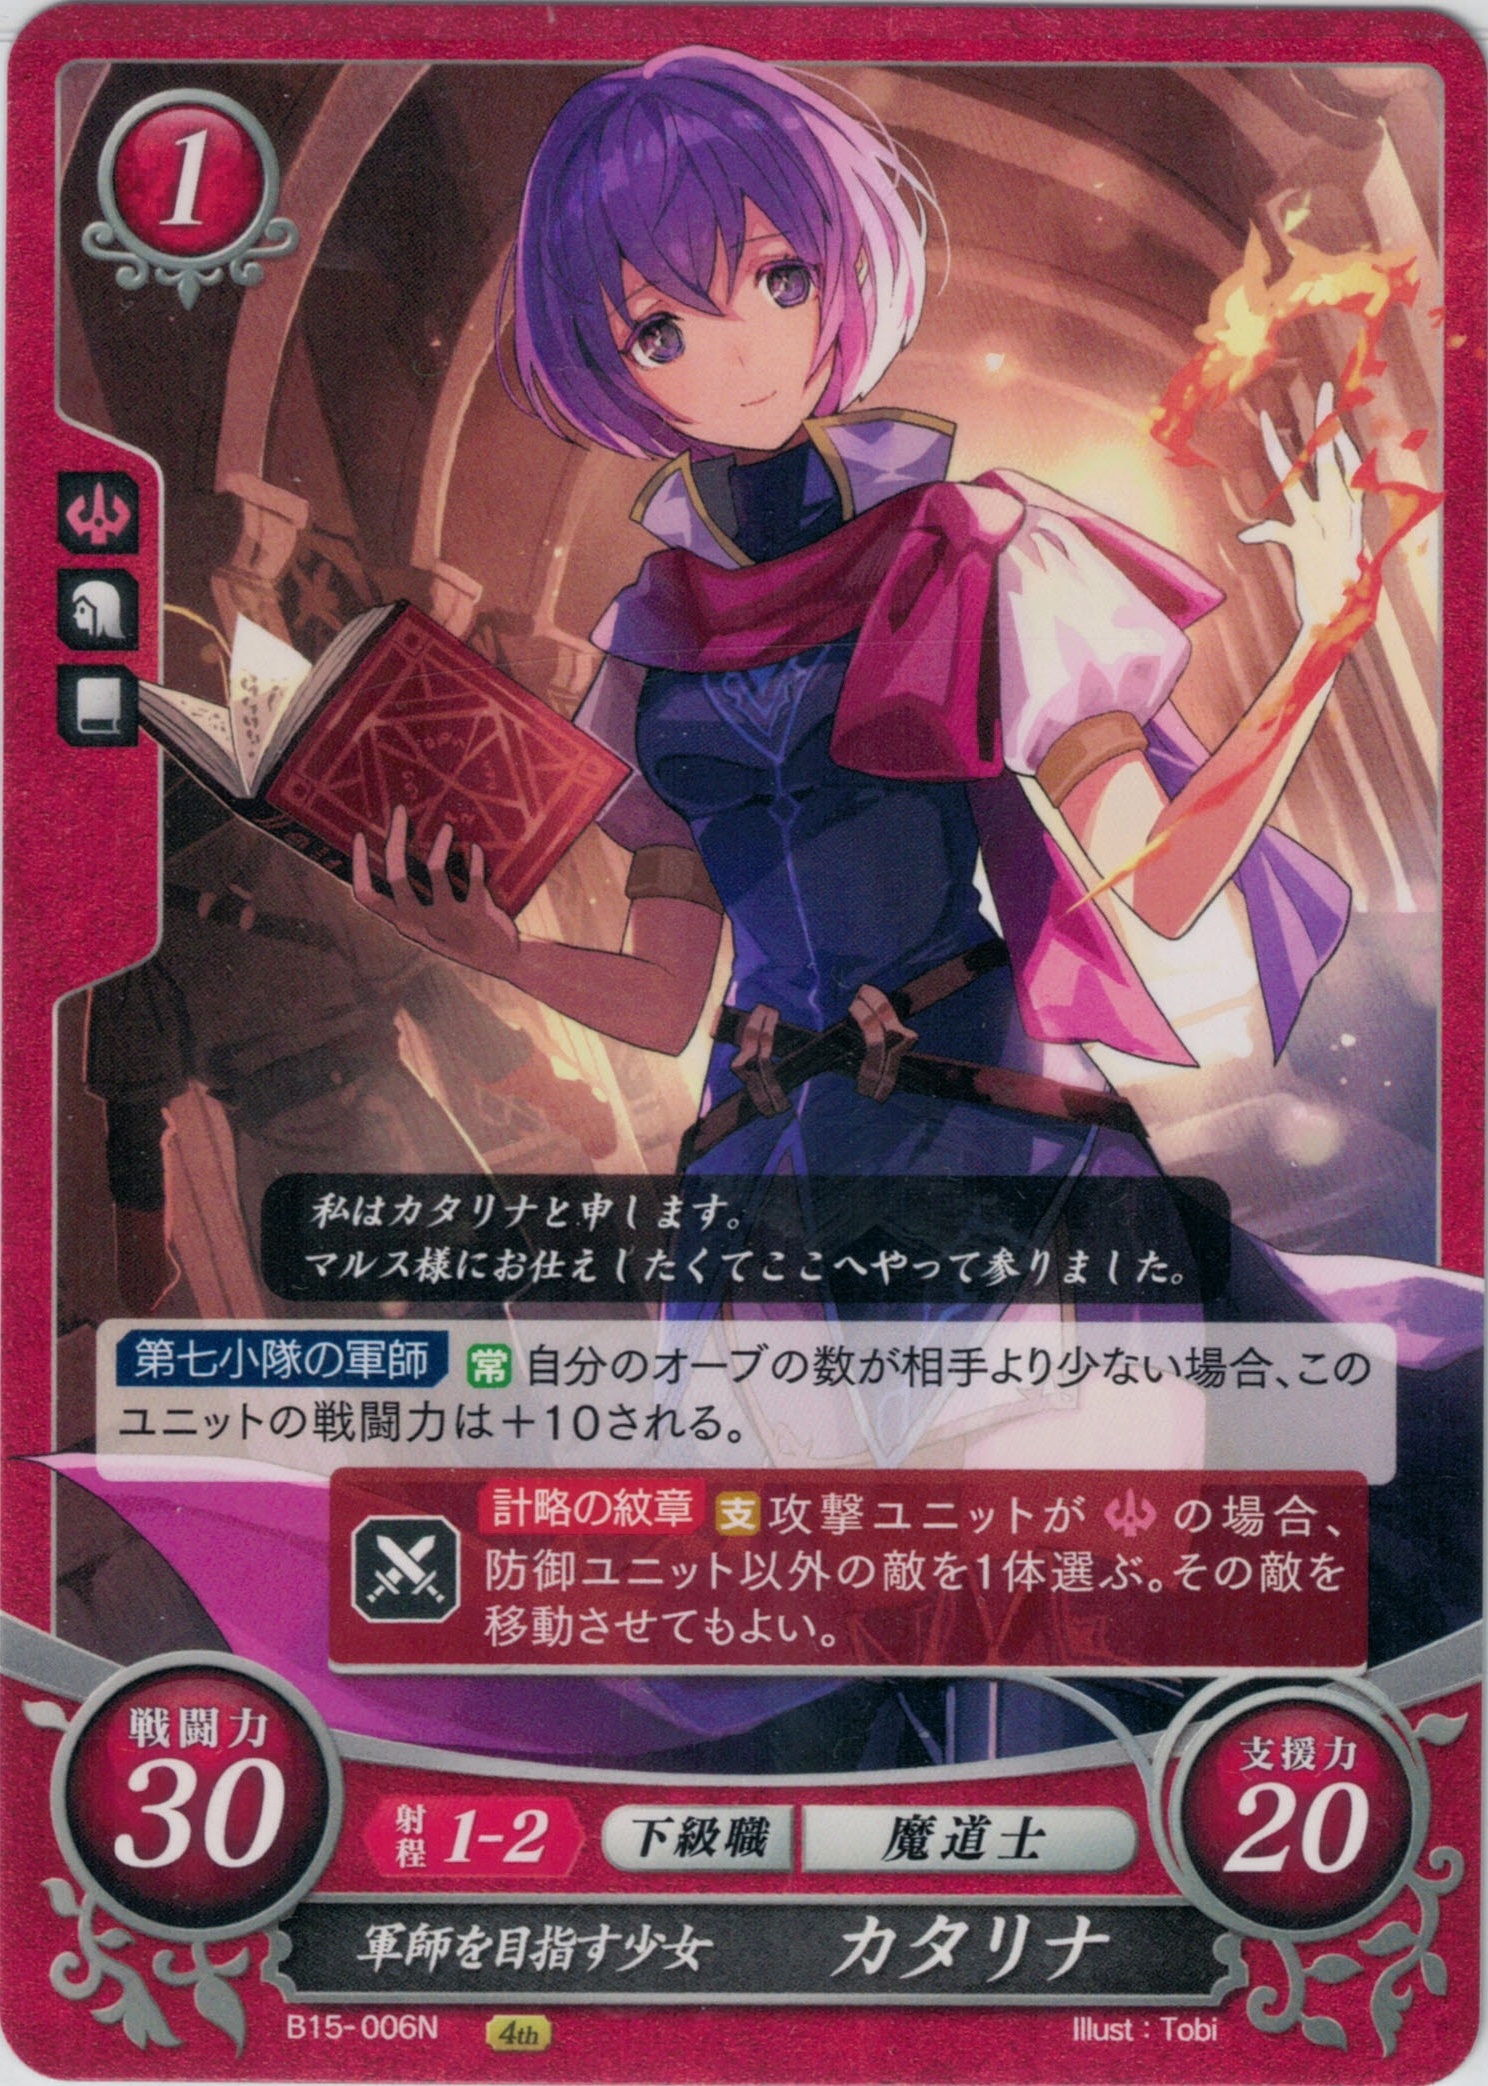 1
私はカタリナと申します。
マルス様にお仕えしたくてここへやって参りました。
第七小隊の軍師 常 自分のオーブの数が相手より少ない場合、この
ユニットの戦闘力は＋10される。
計略の紋章 支 攻撃ユニットが の場合、
防御ユニット以外の敵を1体選ぶ。その敵を
移動させてもよい。
戦闘力
30
射程 1-2
下級職
魔道士
支援力
20
軍師を目指す少女 カタリナ
B15-006N
4th
Illust：Tobi